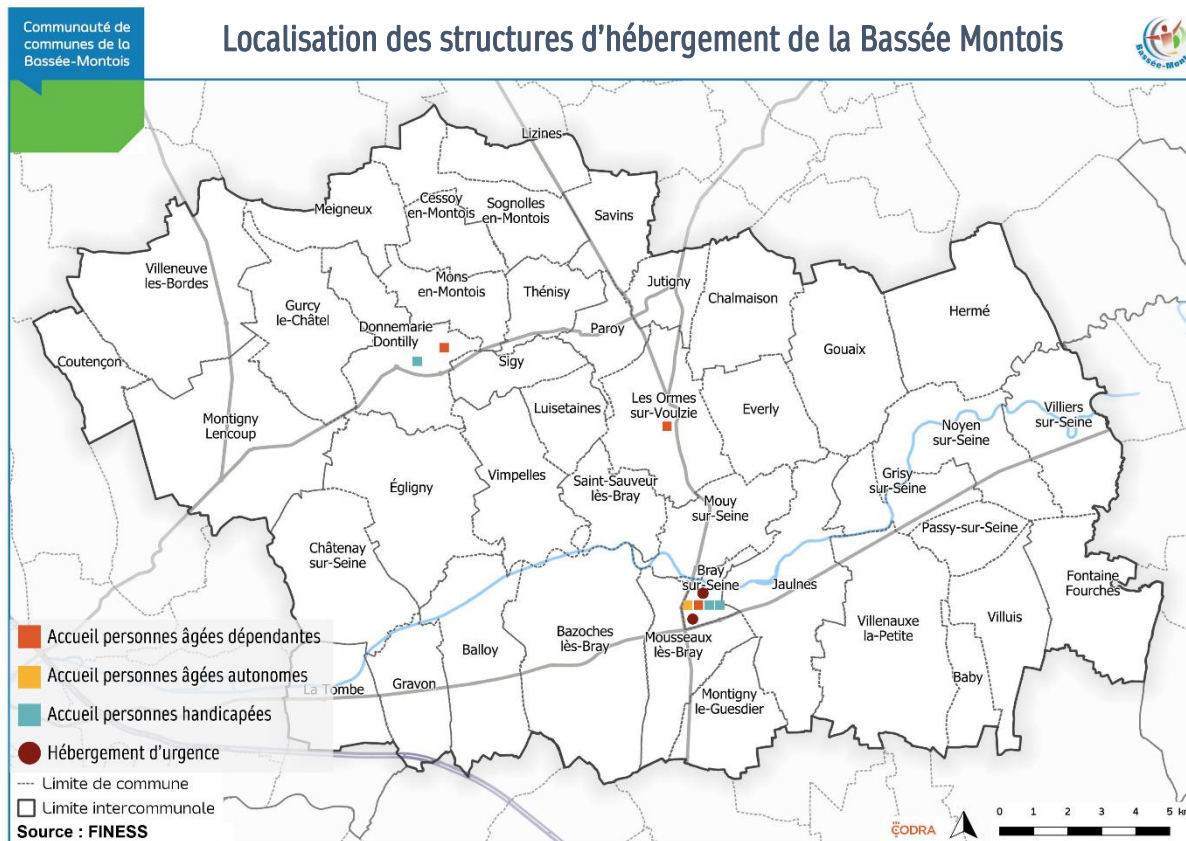 Communauté de
communes de la
Bassée-Montois
Localisation des structures d’hébergement de la Bassée Montois
Lizines
Meigneux
Cessoy
en-Montois
Sognolles
en-Montois
Savins
Villeneuve
les-Bordes
Gurcy
le-Châtel
Mons
en-Montois
Thénisy
Jutigny
Chalmaison
Hermé
Donnemarie
Dontilly
Paroy
Gouaix
Coutençon
Sigy
Luisetaines
Les Ormes
sur-Voulzie
Everly
Villiers
sur-Seine
Noyen
sur-Seine
Montigny
Lencoup
Égligny
Vimpelles
Saint-Sauveur
lès-Bray
Grisy
sur-Seine
Mouy
sur-Seine
Passy-sur-Seine
Châtenay
sur-Seine
Bray
sur-Seine
Jaulnes
Fontaine
Fourches
Villenauxe
la-Petite
Villuis
Bazoches
lès-Bray
Mousseaux
lès-Bray
Balloy
Baby
La Tombe
Gravon
Montigny
le-Guesdier
Accueil personnes âgées dépendantes
Accueil personnes âgées autonomes
Accueil personnes handicapées
Hébergement d’urgence
Limite de commune
Limite intercommunale
Source : FINESS
CODRA
0 1 2 3 4 5 km